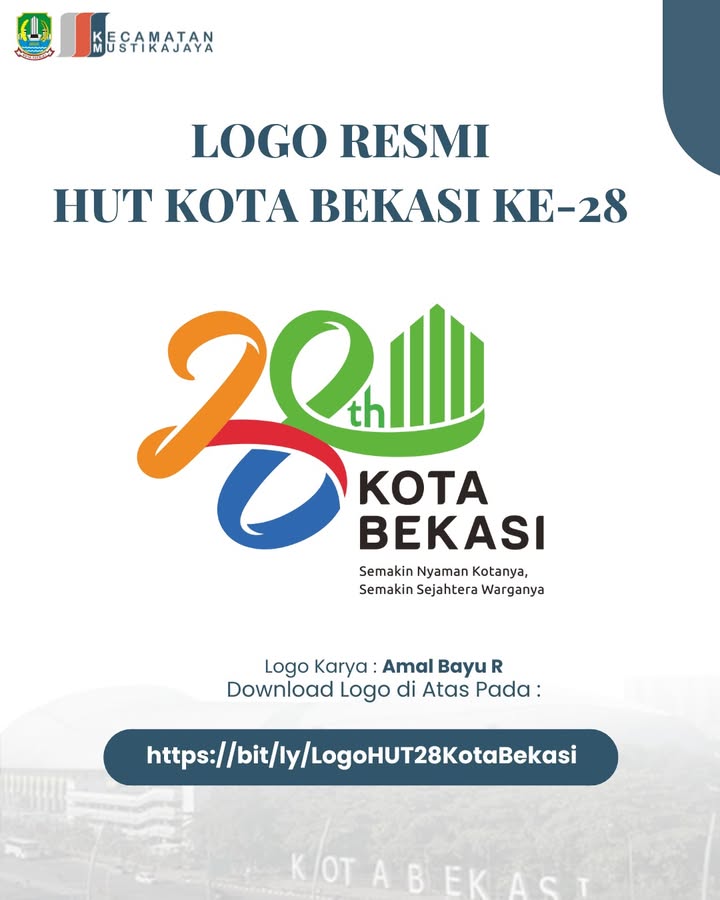 KECAMATAN
MUSTIKAJAYA
LOGO RESMI
HUT KOTA BEKASI KE-28
28th
KOTA
BEKASI
Semakin Nyaman Kotanya,
Semakin Sejahtera Warganya
Logo Karya : Amal Bayu R
Download Logo di Atas Pada :
https://bit/ly/LogoHUT28KotaBekasi
KOTA BEKASI